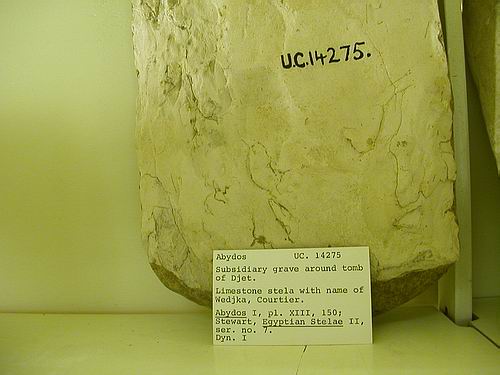 U.C.14275.
Abydos UC. 14275
Subsidiary grave around tomb
of Djet.
Limestone stela with name of
Wedjka, Courtier.
Abydos I, pl. XIII, 150;
Stewart, Egyptian Stelae II,
ser. no. 7.
Dyn. I